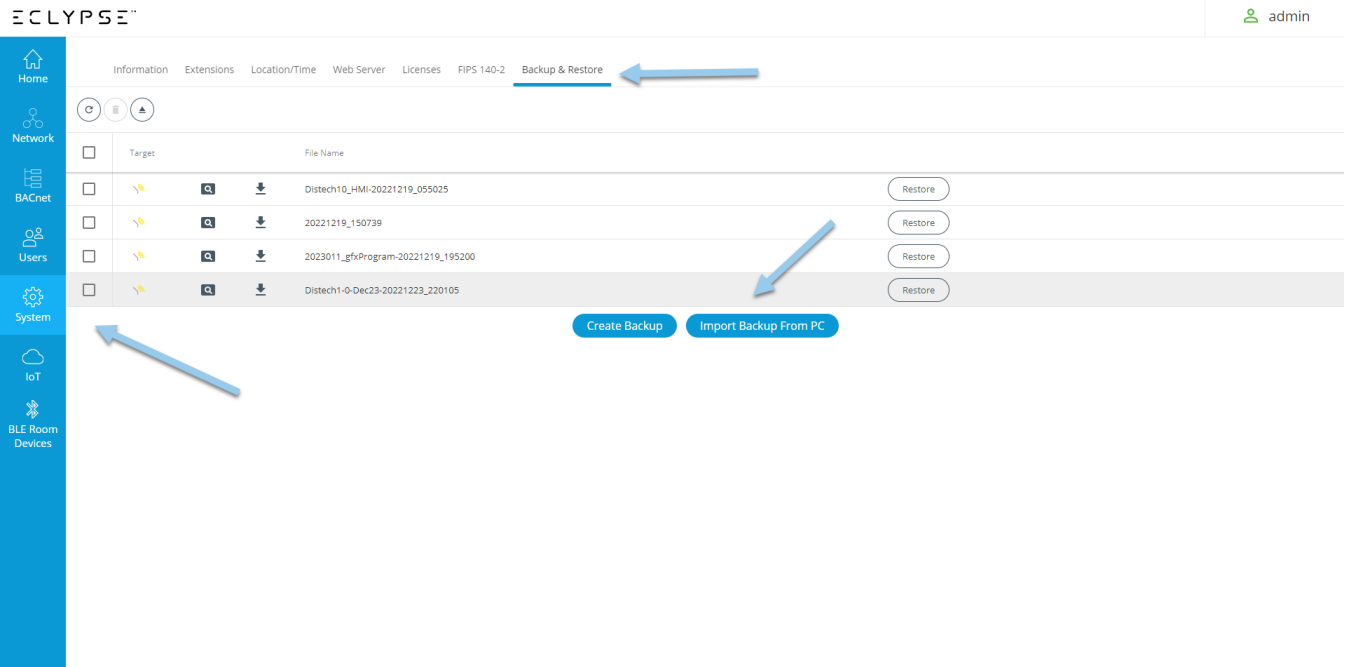 ECLYPSE™
admin
Home
Network
BACnet
Users
System
IoT
BLE Room
Devices
Information Extensions Location/Time Web Server Licenses FIPS 140-2 Backup & Restore
Target File Name
Distech10_HMI-20221219_055025 Restore
20221219_150739 Restore
2023011_gfxProgram-20221219_195200 Restore
Distech1-0-Dec23-20221223_220105 Restore
Create Backup Import Backup From PC